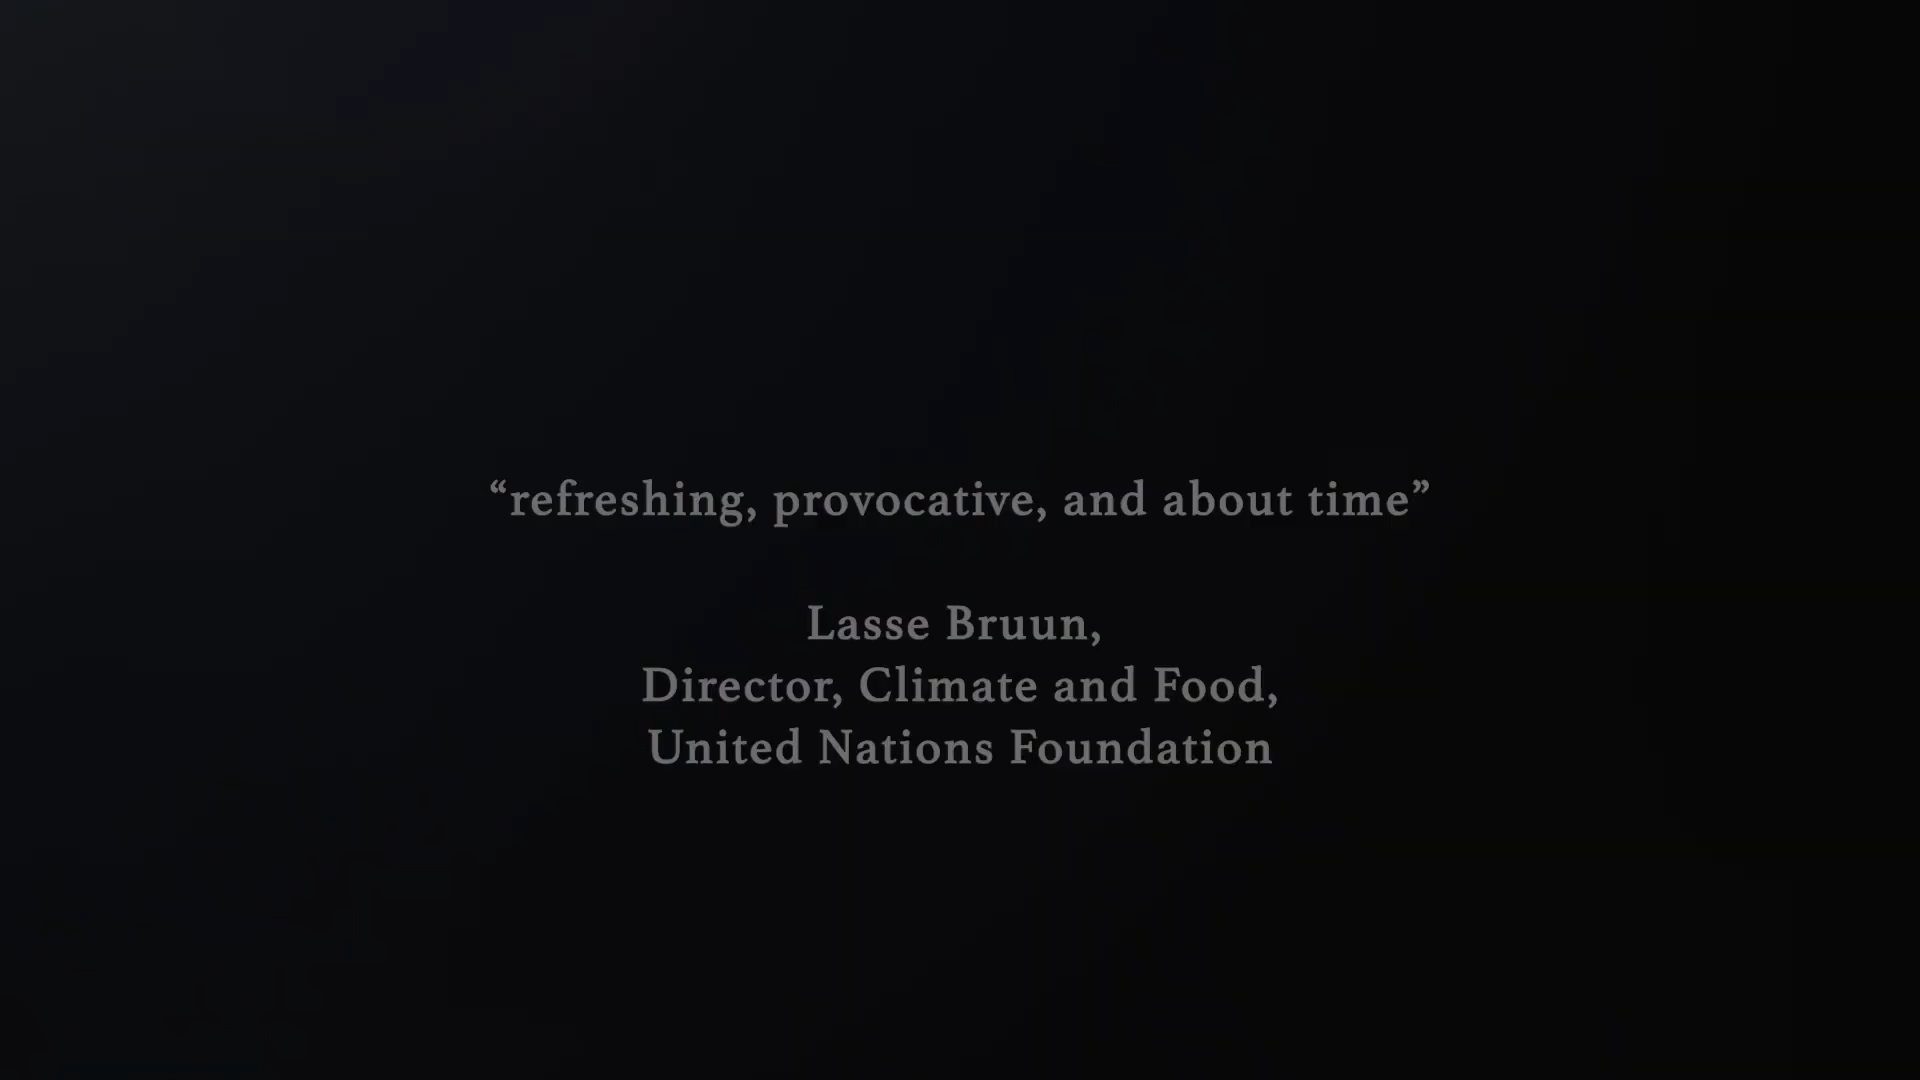 “refreshing, provocative, and about time”
Lasse Bruun,
Director, Climate and Food,
United Nations Foundation